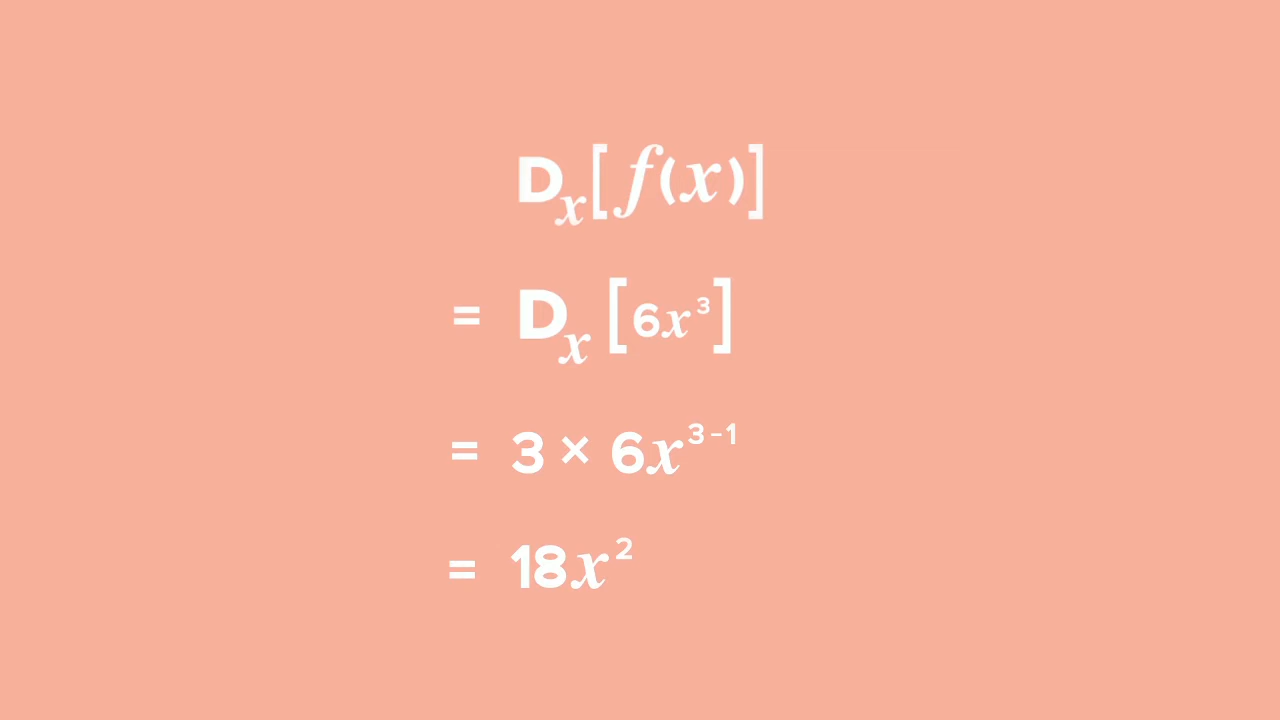 Dₓ[f(x)]
= Dₓ [6x³]
= 3 × 6x³⁻¹
= 18x²